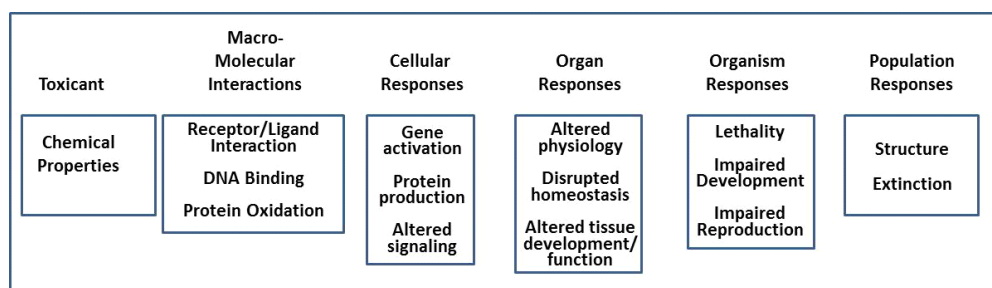 Toxicant
Macro-
Molecular
Interactions
Cellular
Responses
Organ
Responses
Organism
Responses
Population
Responses
Chemical
Properties
Receptor/Ligand
Interaction
DNA Binding
Protein Oxidation
Gene
activation
Protein
production
Altered
signaling
Altered
physiology
Disrupted
homeostasis
Altered tissue
development/
function
Lethality
Impaired
Development
Impaired
Reproduction
Structure
Extinction